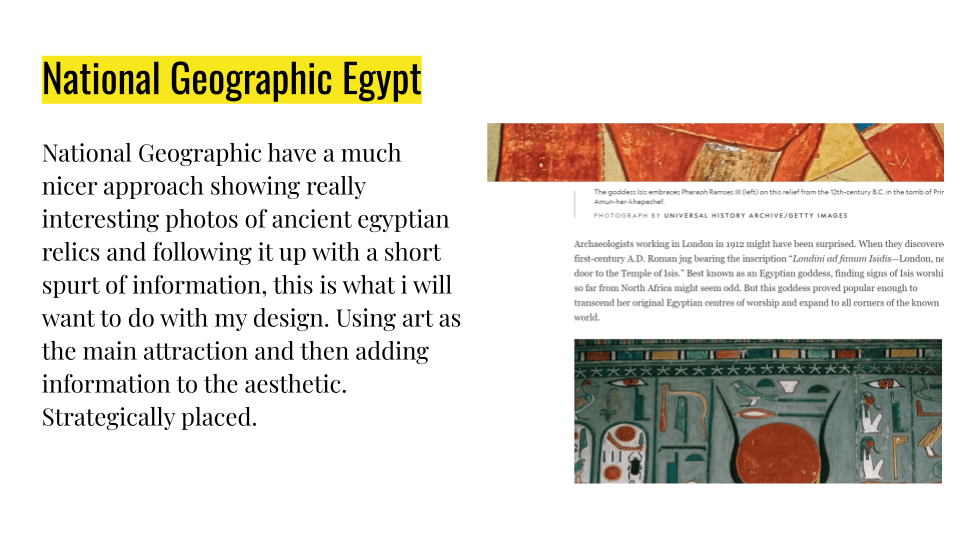 National Geographic Egypt
National Geographic have a much
nicer approach showing really
interesting photos of ancient egyptian
relics and following it up with a short
spurt of information, this is what i will
want to do with my design. Using art as
the main attraction and then adding
information to the aesthetic.
Strategically placed.
The goddess Isis embraces Pharaoh Ramses III (left) on this relief from the 12th-century B.C. in the tomb of Prin
Amun-her-khepeshef.
PHOTOGRAPH BY UNIVERSAL HISTORY ARCHIVE/GETTY IMAGES
Archaeologists working in London in 1912 might have been surprised. When they discovere
first-century A.D. Roman jug bearing the inscription “Londini ad fanum Isidis—London, ne
door to the Temple of Isis.” Best known as an Egyptian goddess, finding signs of Isis worshi
so far from North Africa might seem odd. But this goddess proved popular enough to
transcend her original Egyptian centres of worship and expand to all corners of the known
world.